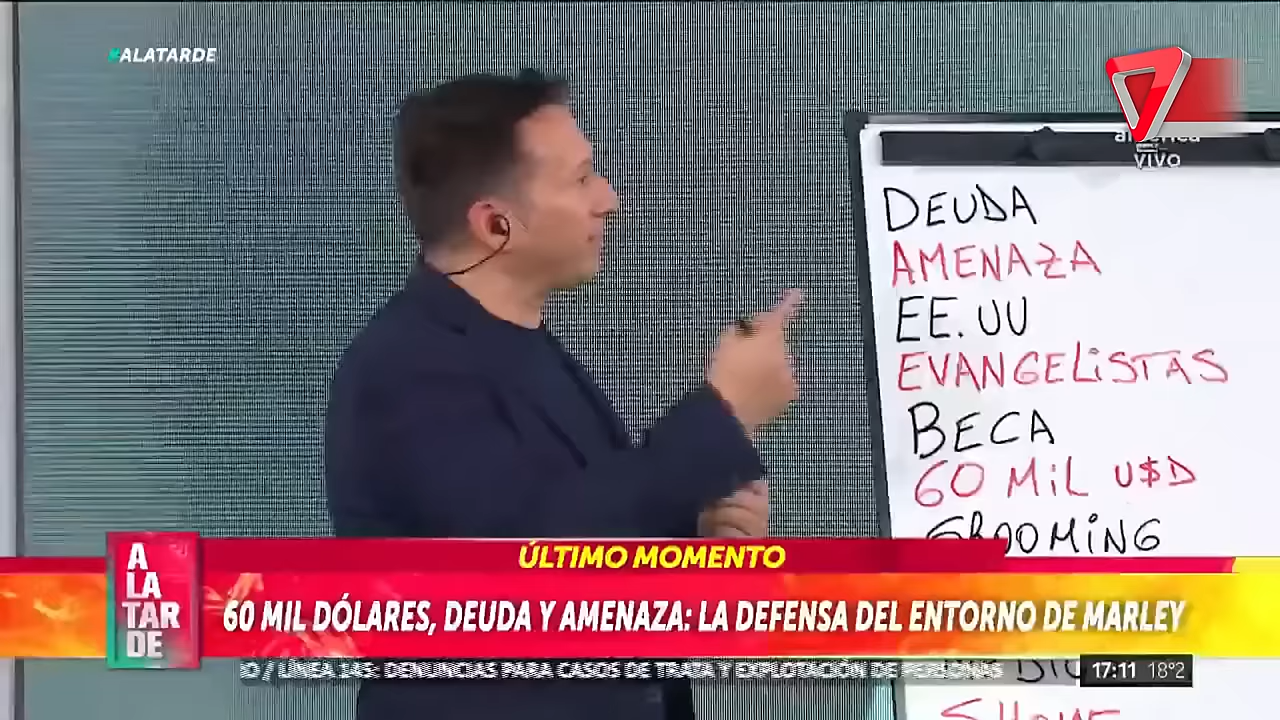 #ALATARDE
américa
VIVO
DEUDA
AMENAZA
EE.UU
EVANGELISTAS
BECA
60 MIL U$D
GROOMING
ÚLTIMO MOMENTO
A
LA
TAR
DE
60 MIL DÓLARES, DEUDA Y AMENAZA: LA DEFENSA DEL ENTORNO DE MARLEY
DENUNCIAS PARA CASOS DE TRATA Y EXPLOTACIÓN DE PERSONAS
17:11 18°2